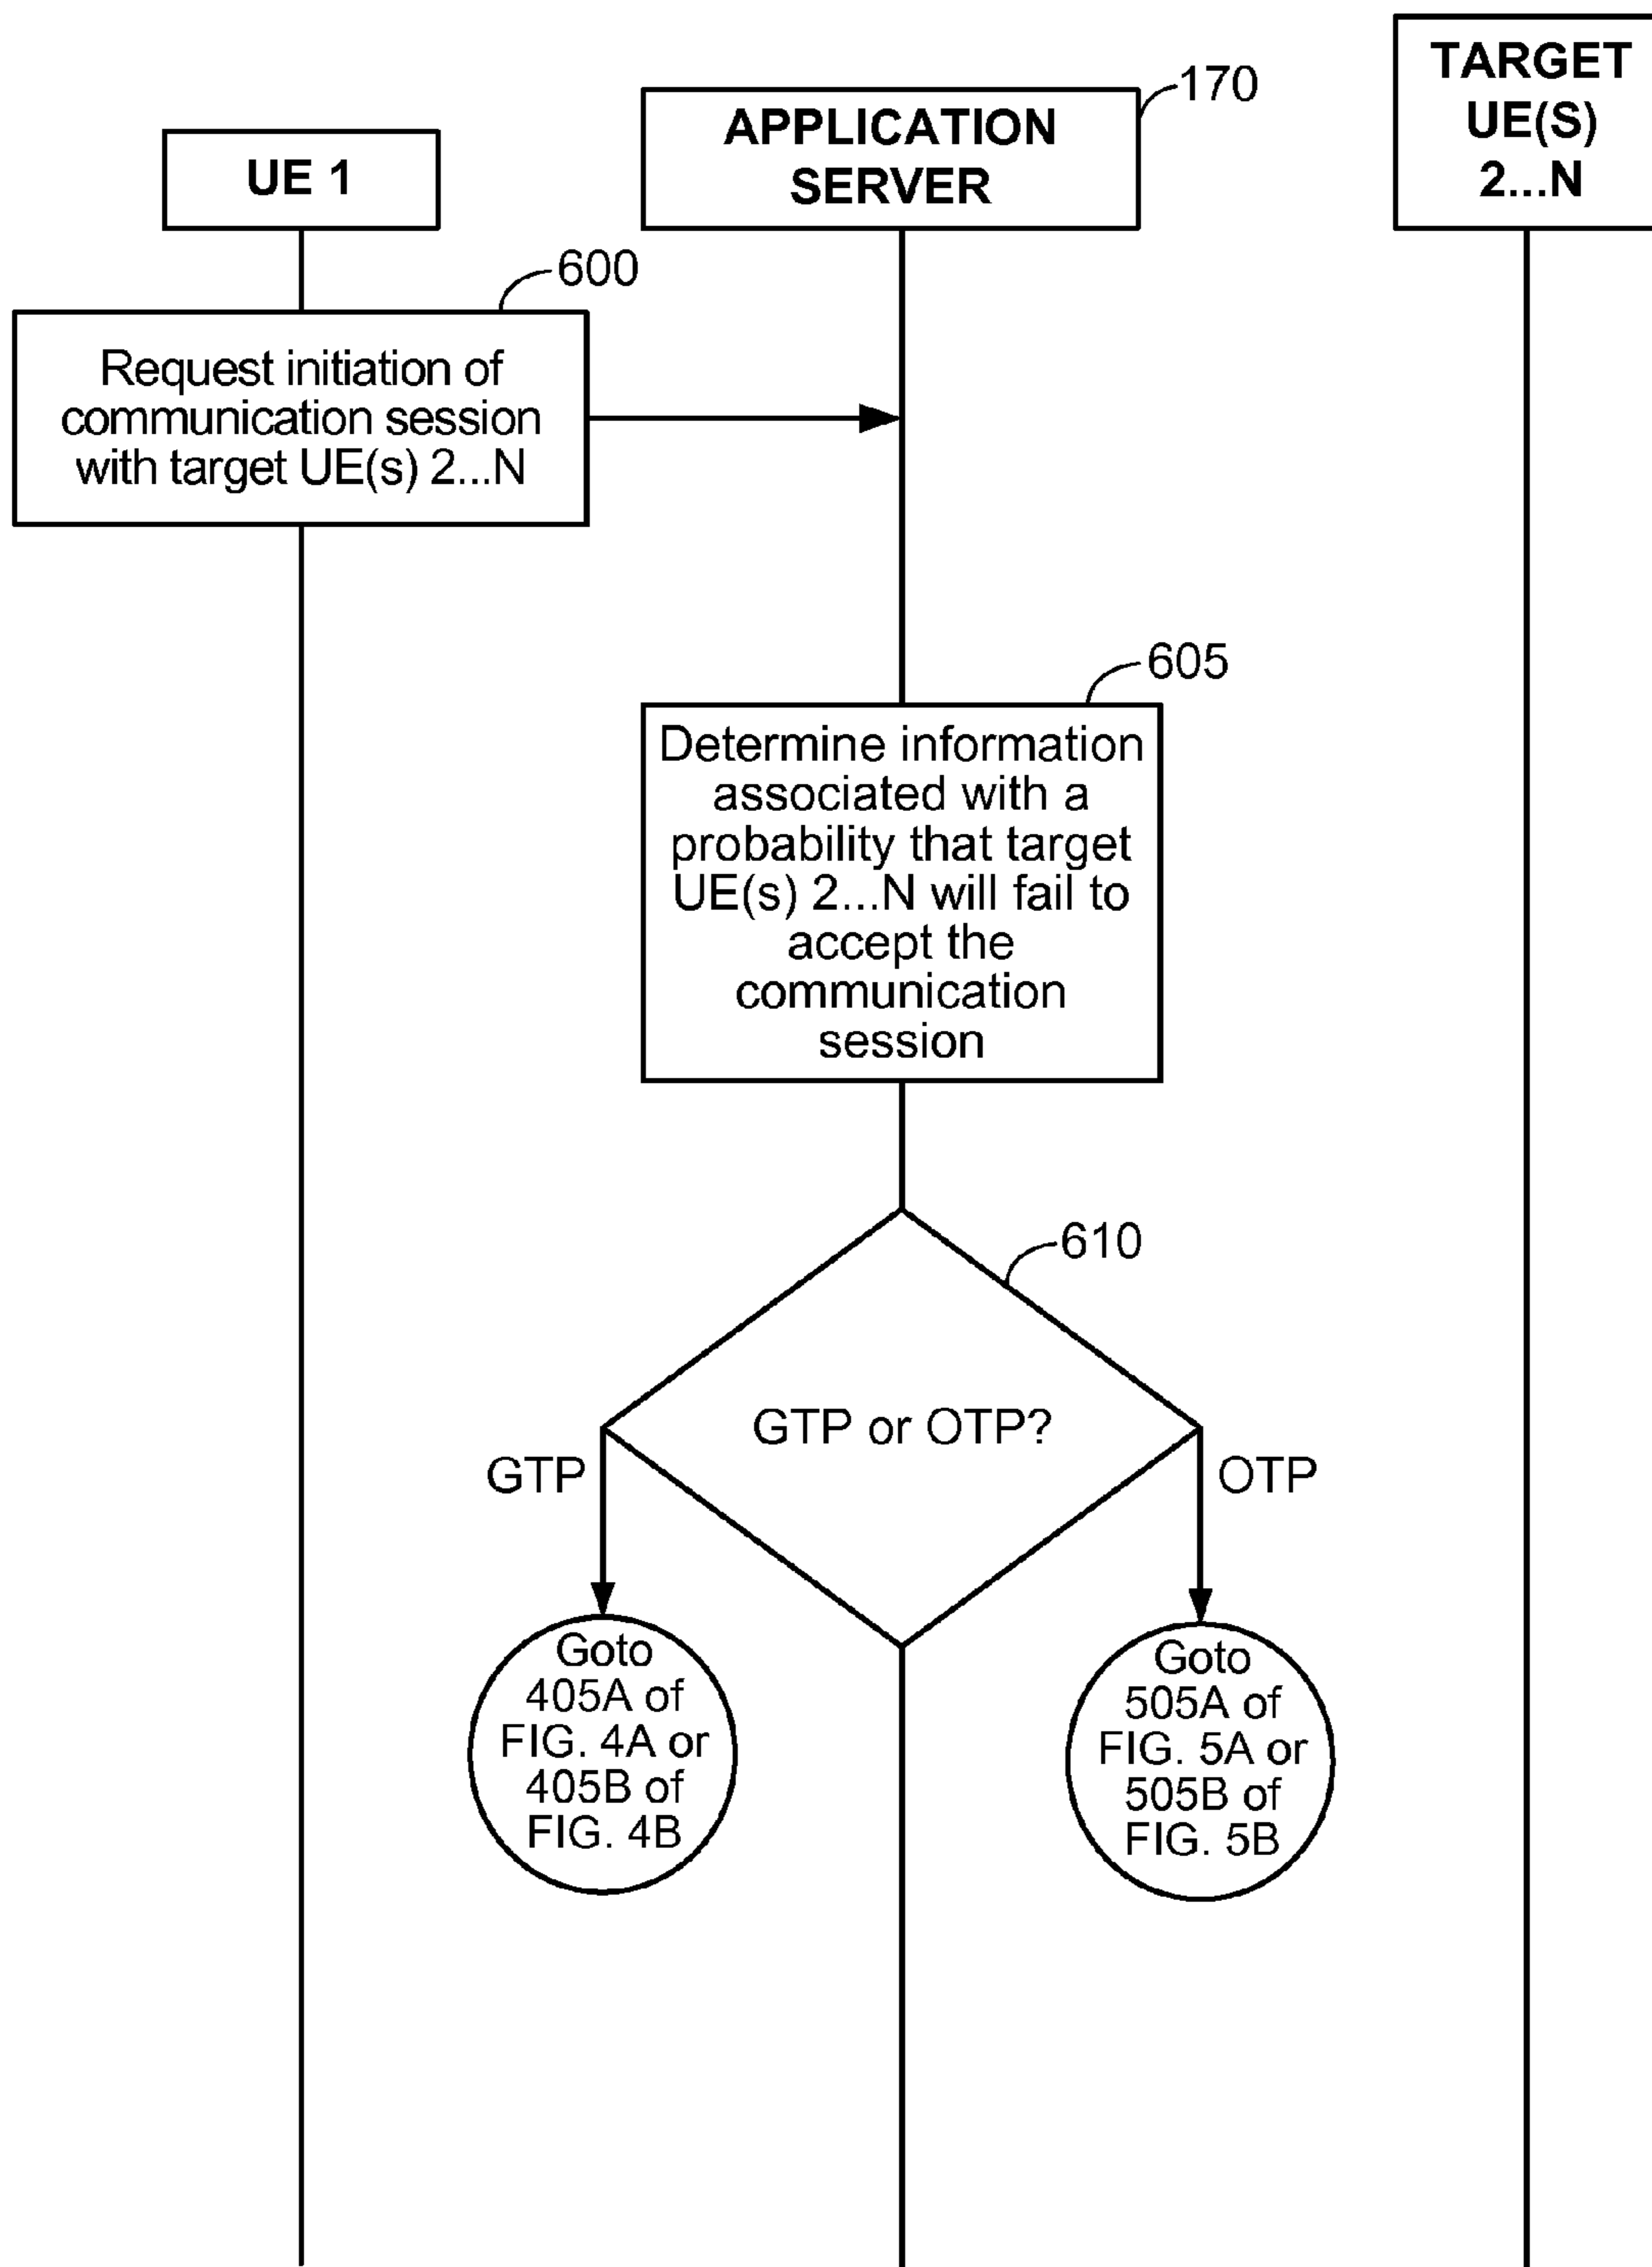 UE 1
APPLICATION
SERVER
170
TARGET
UE(S)
2...N
600
Request initiation of
communication session
with target UE(s) 2...N
605
Determine information
associated with a
probability that target
UE(s) 2...N will fail to
accept the
communication
session
610
GTP or OTP?
GTP
OTP
Goto
405A of
FIG. 4A or
405B of
FIG. 4B
Goto
505A of
FIG. 5A or
505B of
FIG. 5B